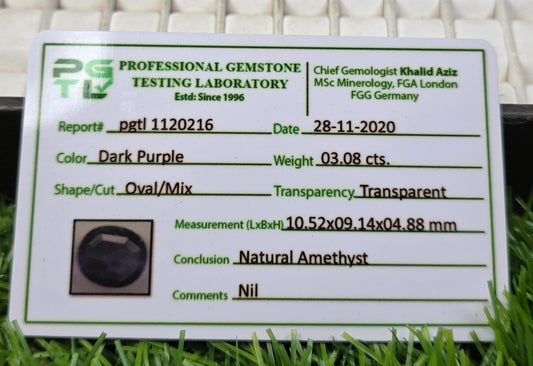 PG
TL
PROFESSIONAL GEMSTONE
TESTING LABORATORY
Estd: Since 1996
Chief Gemologist Khalid Aziz
MSc Minerology, FGA London
FGG Germany
Report# pgtl 1120216 Date 28-11-2020
Color Dark Purple Weight 03.08 cts.
Shape/Cut Oval/Mix Transparency Transparent
Measurement (LxBxH) 10.52x09.14x04.88 mm
Conclusion Natural Amethyst
Comments Nil